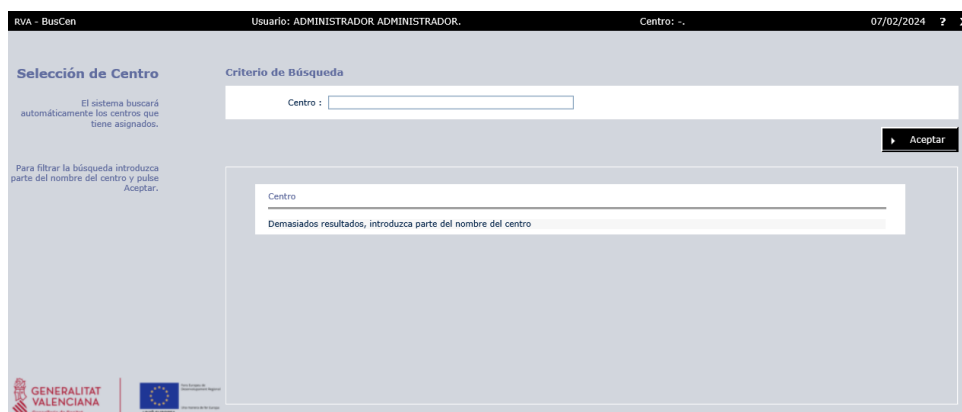 RVA - BusCen Usuario: ADMINISTRADOR ADMINISTRADOR. Centro: -. 07/02/2024 ?
Selección de Centro
El sistema buscará
automáticamente los centros que
tiene asignados.
Para filtrar la búsqueda introduzca
parte del nombre del centro y pulse
Aceptar.
Criterio de Búsqueda
Centro :
Aceptar
Centro
Demasiados resultados, introduzca parte del nombre del centro
GENERALITAT
VALENCIANA